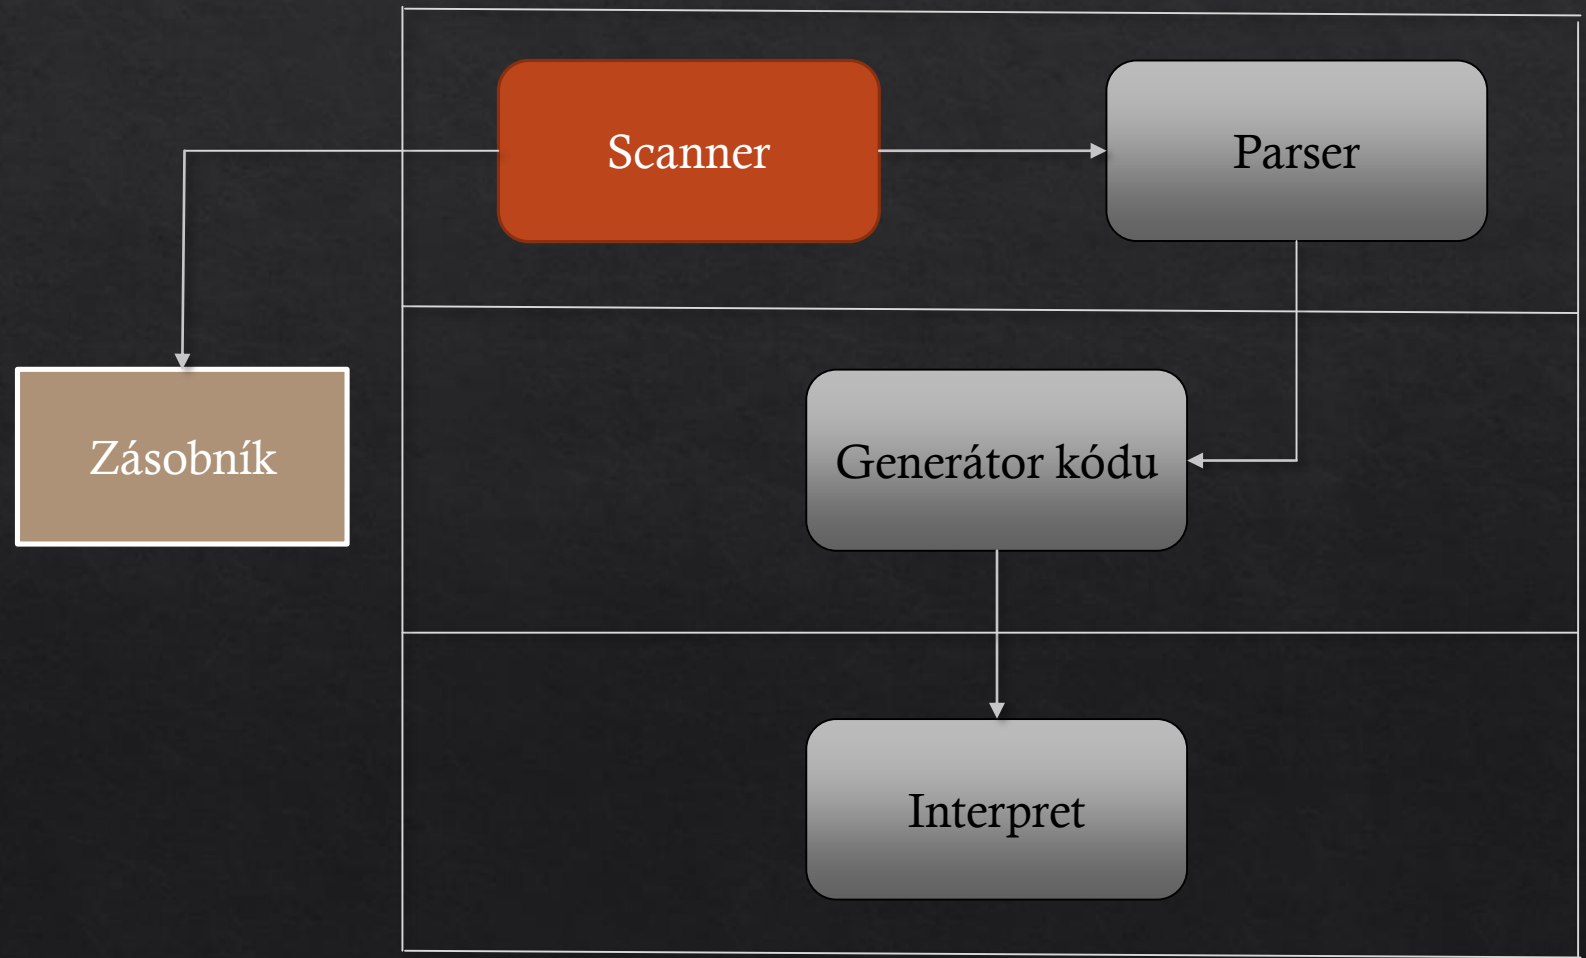 Scanner
Parser
Zásobník
Generátor kódu
Interpret